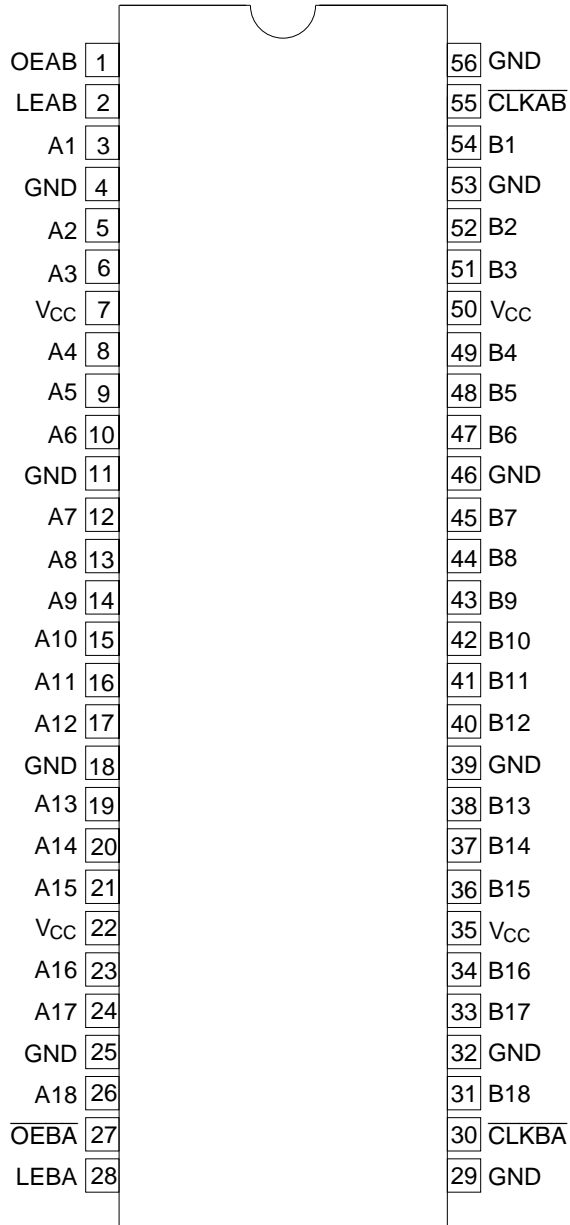 OEAB 1 56 GND
LEAB 2 55 C̅L̅K̅A̅B̅
A1 3 54 B1
GND 4 53 GND
A2 5 52 B2
A3 6 51 B3
VCC 7 50 VCC
A4 8 49 B4
A5 9 48 B5
A6 10 47 B6
GND 11 46 GND
A7 12 45 B7
A8 13 44 B8
A9 14 43 B9
A10 15 42 B10
A11 16 41 B11
A12 17 40 B12
GND 18 39 GND
A13 19 38 B13
A14 20 37 B14
A15 21 36 B15
VCC 22 35 VCC
A16 23 34 B16
A17 24 33 B17
GND 25 32 GND
A18 26 31 B18
O̅E̅B̅A̅ 27 30 C̅L̅K̅B̅A̅
LEBA 28 29 GND